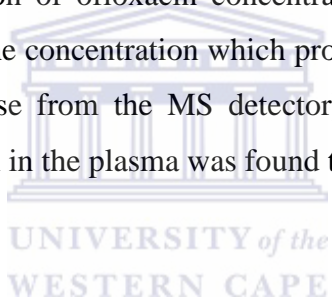 on of ofloxacin concentra
e concentration which pro
se from the MS detector
in the plasma was found t
UNIVERSITY of the
WESTERN CAPE